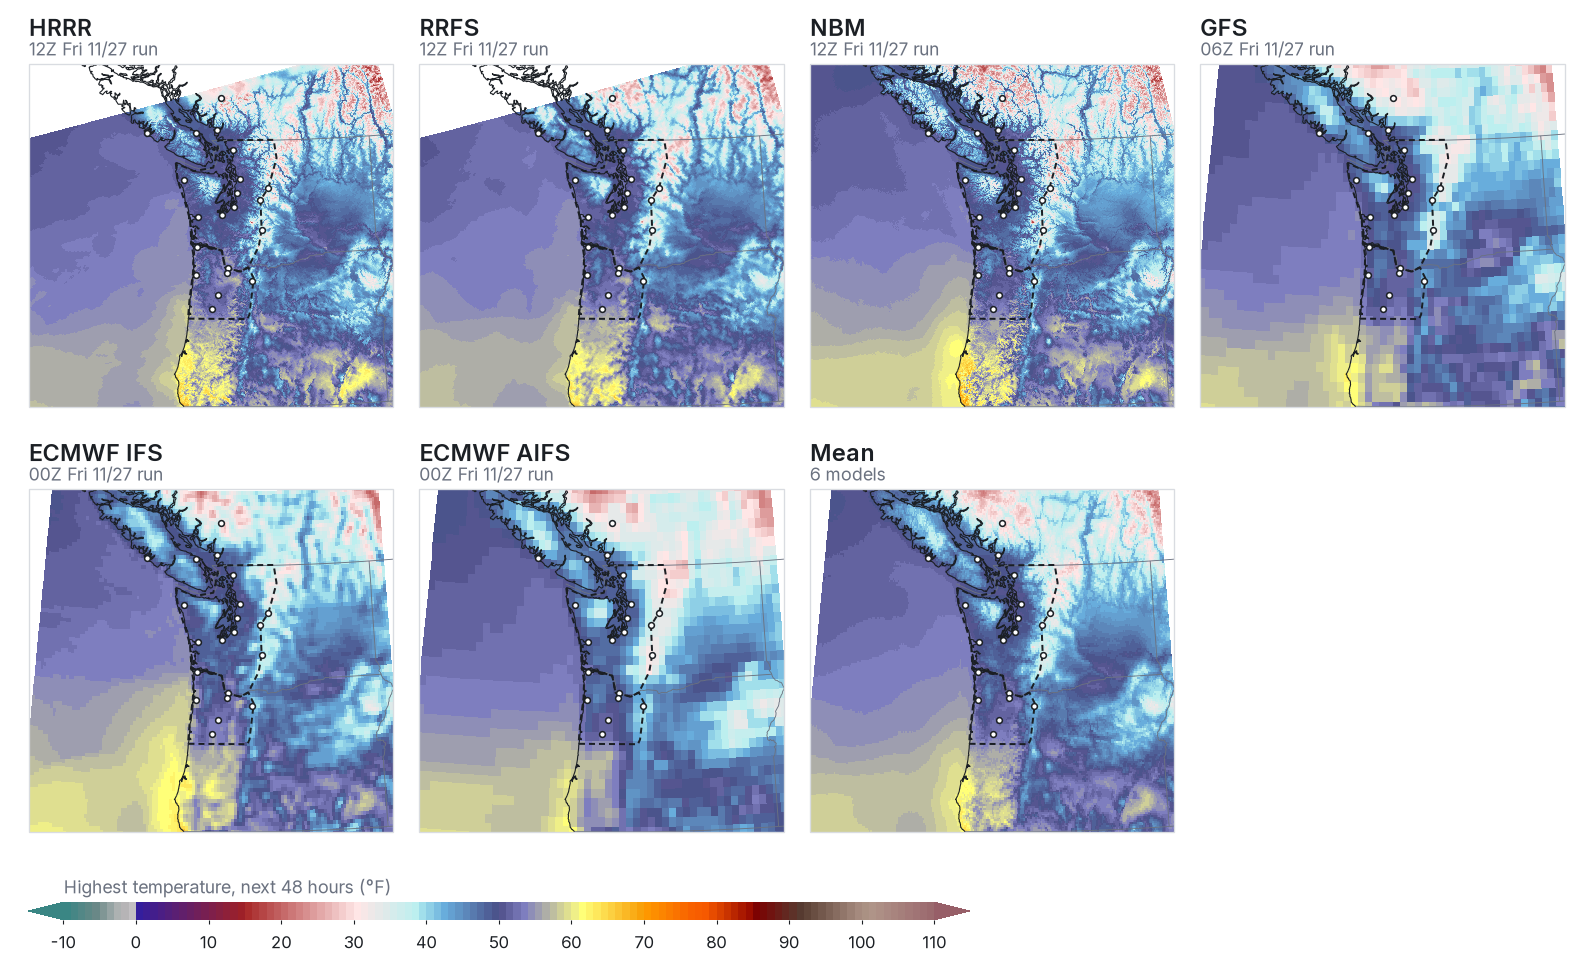 HRRR
12Z Fri 11/27 run
RRFS
12Z Fri 11/27 run
NBM
12Z Fri 11/27 run
GFS
06Z Fri 11/27 run
ECMWF IFS
00Z Fri 11/27 run
ECMWF AIFS
00Z Fri 11/27 run
Mean
6 models
Highest temperature, next 48 hours (°F)
-10 0 10 20 30 40 50 60 70 80 90 100 110